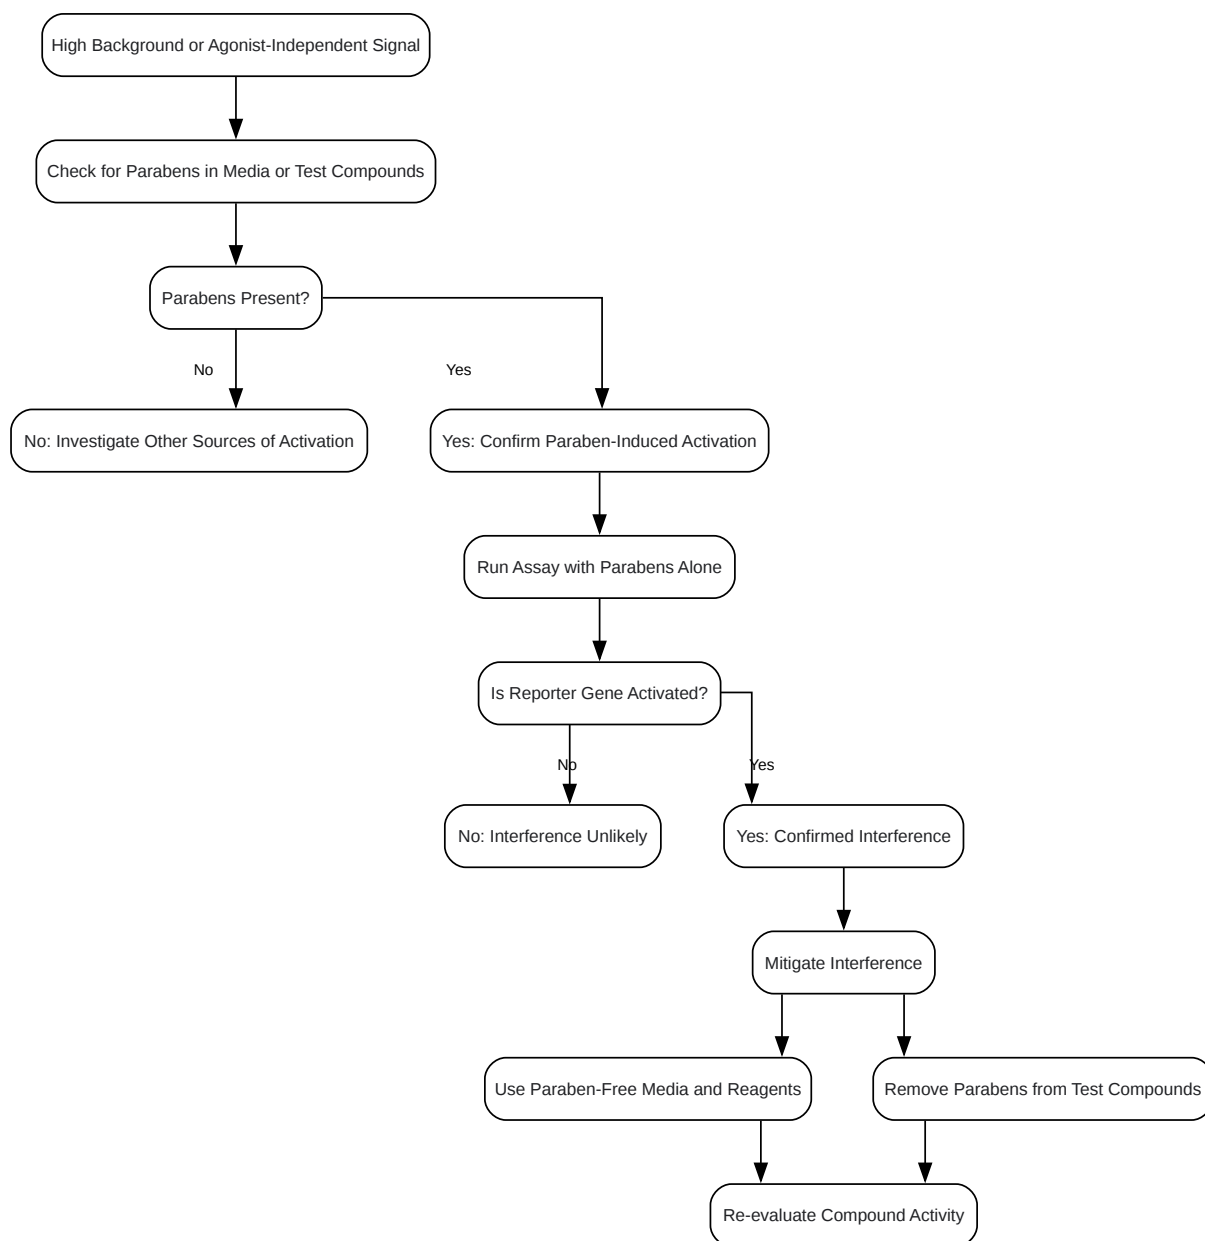 High Background or Agonist-Independent Signal
Check for Parabens in Media or Test Compounds
Parabens Present?
No
Yes
No: Investigate Other Sources of Activation
Yes: Confirm Paraben-Induced Activation
Run Assay with Parabens Alone
Is Reporter Gene Activated?
No
Yes
No: Interference Unlikely
Yes: Confirmed Interference
Mitigate Interference
Use Paraben-Free Media and Reagents
Remove Parabens from Test Compounds
Re-evaluate Compound Activity